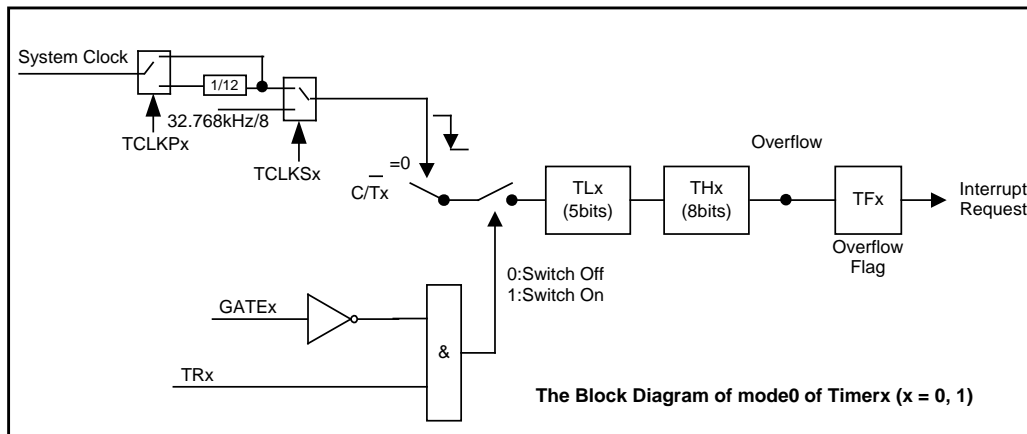 System Clock
1/12
32.768kHz/8
TCLKPx
TCLKSx
=0
C/T̅x
Overflow
TLx
(5bits)
THx
(8bits)
TFx
Interrupt
Request
Overflow
Flag
0:Switch Off
1:Switch On
GATEx
&
TRx
The Block Diagram of mode0 of Timerx (x = 0, 1)